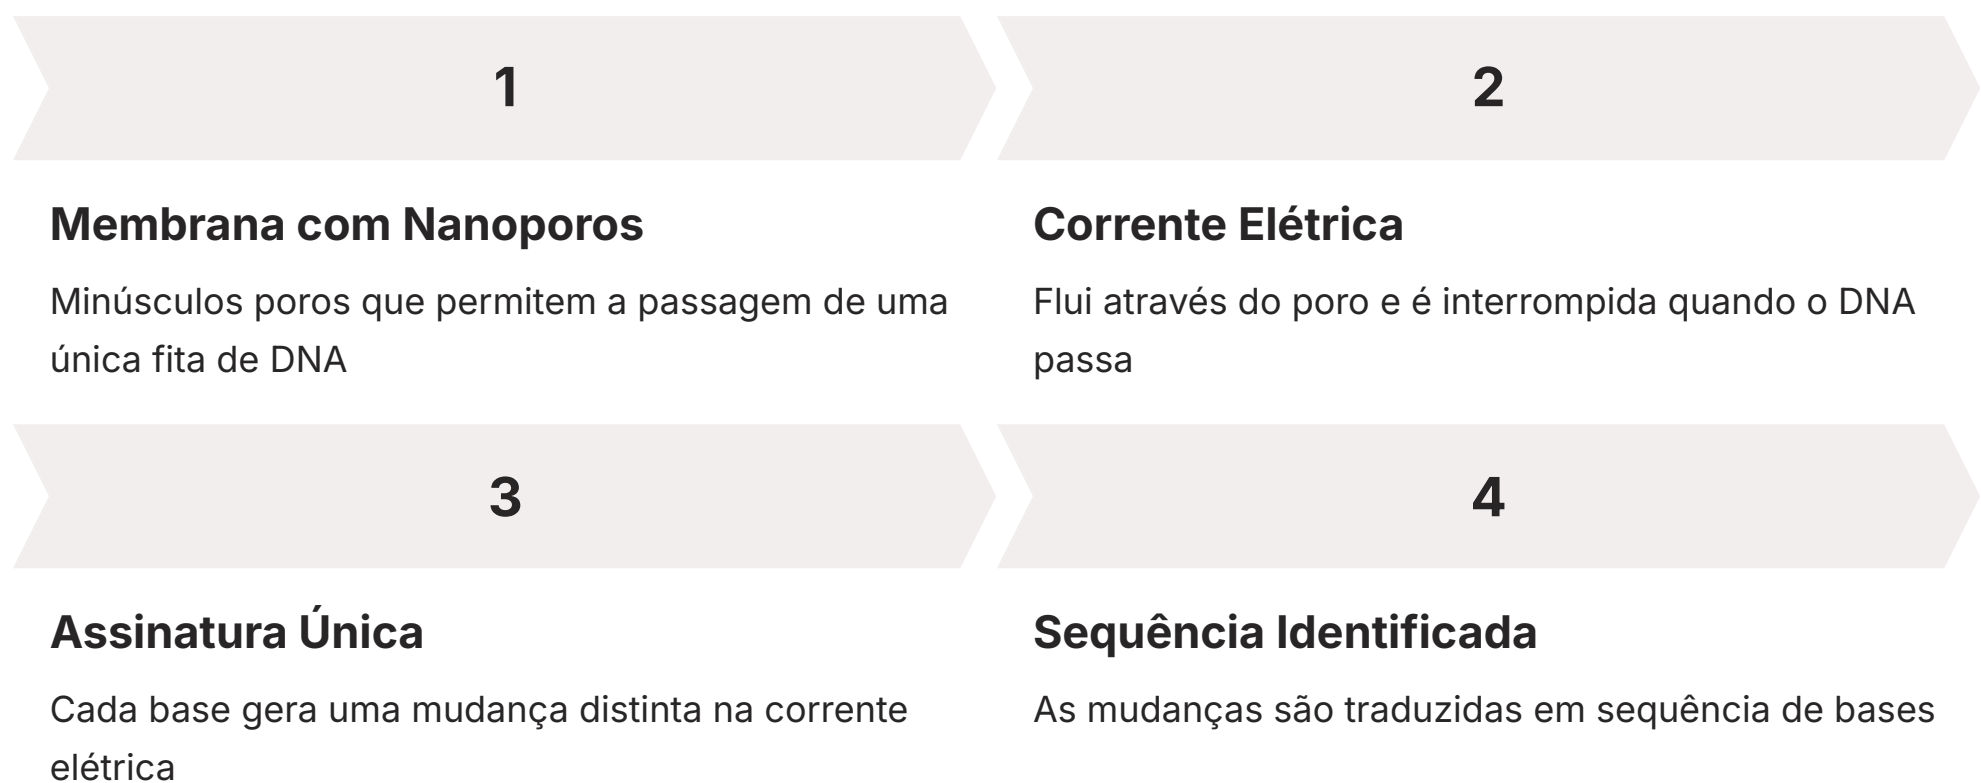 1
Membrana com Nanoporos
Minúsculos poros que permitem a passagem de uma
única fita de DNA
2
Corrente Elétrica
Flui através do poro e é interrompida quando o DNA
passa
3
Assinatura Única
Cada base gera uma mudança distinta na corrente
elétrica
4
Sequência Identificada
As mudanças são traduzidas em sequência de bases